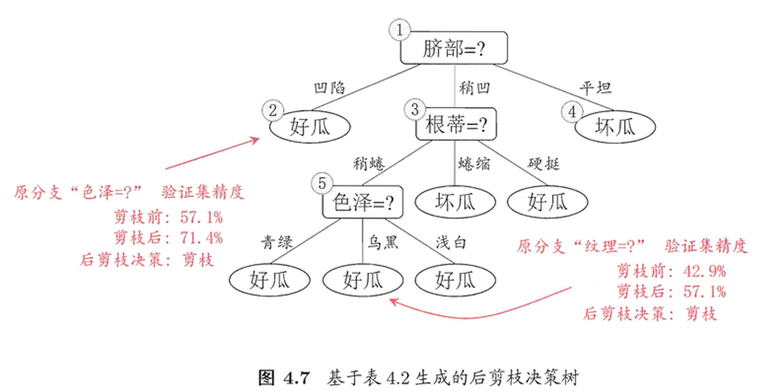 ①
脐部=?
凹陷 稍凹 平坦
② ③ ④
好瓜 根蒂=? 坏瓜
稍蜷 蜷缩 硬挺
⑤
色泽=? 坏瓜 好瓜
青绿 乌黑 浅白
好瓜 好瓜 好瓜
原分支“色泽=?” 验证集精度
剪枝前: 57.1%
剪枝后: 71.4%
后剪枝决策: 剪枝
原分支“纹理=?” 验证集精度
剪枝前: 42.9%
剪枝后: 57.1%
后剪枝决策: 剪枝
图 4.7 基于表 4.2 生成的后剪枝决策树